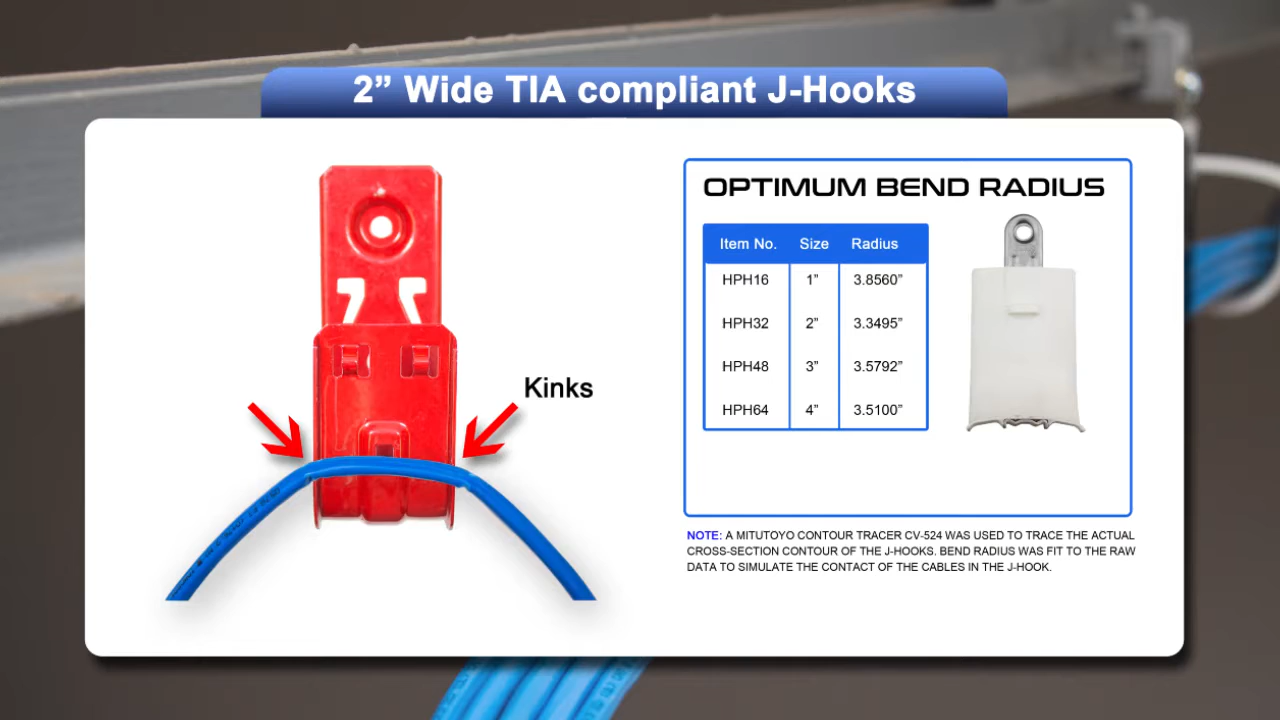 2” Wide TIA compliant J-Hooks
Kinks
OPTIMUM BEND RADIUS
Item No. Size Radius
HPH16 1” 3.8560”
HPH32 2” 3.3495”
HPH48 3” 3.5792”
HPH64 4” 3.5100”
NOTE: A MITUTOYO CONTOUR TRACER CV-524 WAS USED TO TRACE THE ACTUAL
CROSS-SECTION CONTOUR OF THE J-HOOKS. BEND RADIUS WAS FIT TO THE RAW
DATA TO SIMULATE THE CONTACT OF THE CABLES IN THE J-HOOK.